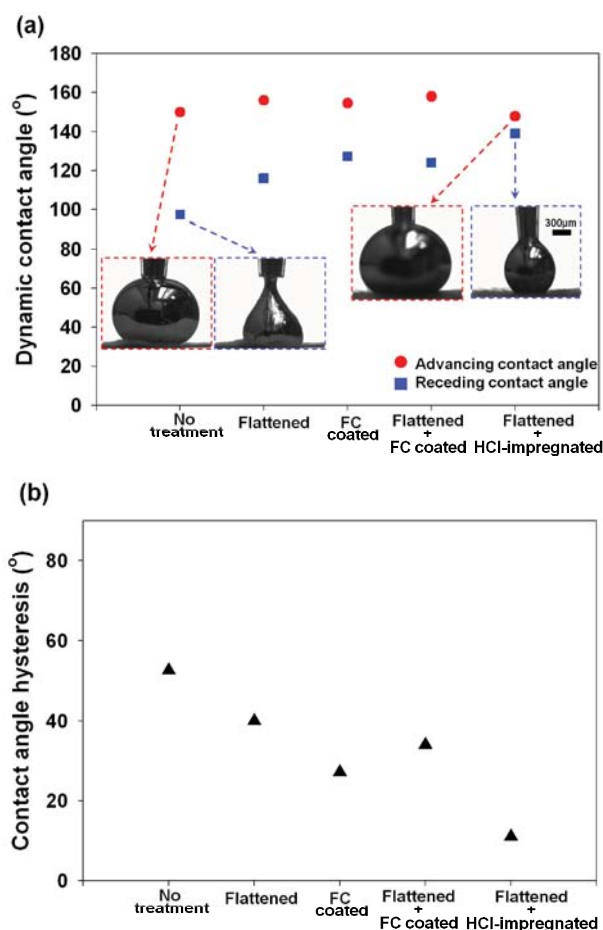 (a)
180
160
140
120
100
80
60
40
20
0
Dynamic contact angle (°)
300μm
Advancing contact angle
Receding contact angle
No
treatment
Flattened
FC
coated
Flattened
+
FC coated
Flattened
+
HCl-impregnated
(b)
80
60
40
20
0
Contact angle hysteresis (°)
No
treatment
Flattened
FC
coated
Flattened
+
FC coated
Flattened
+
HCl-impregnated